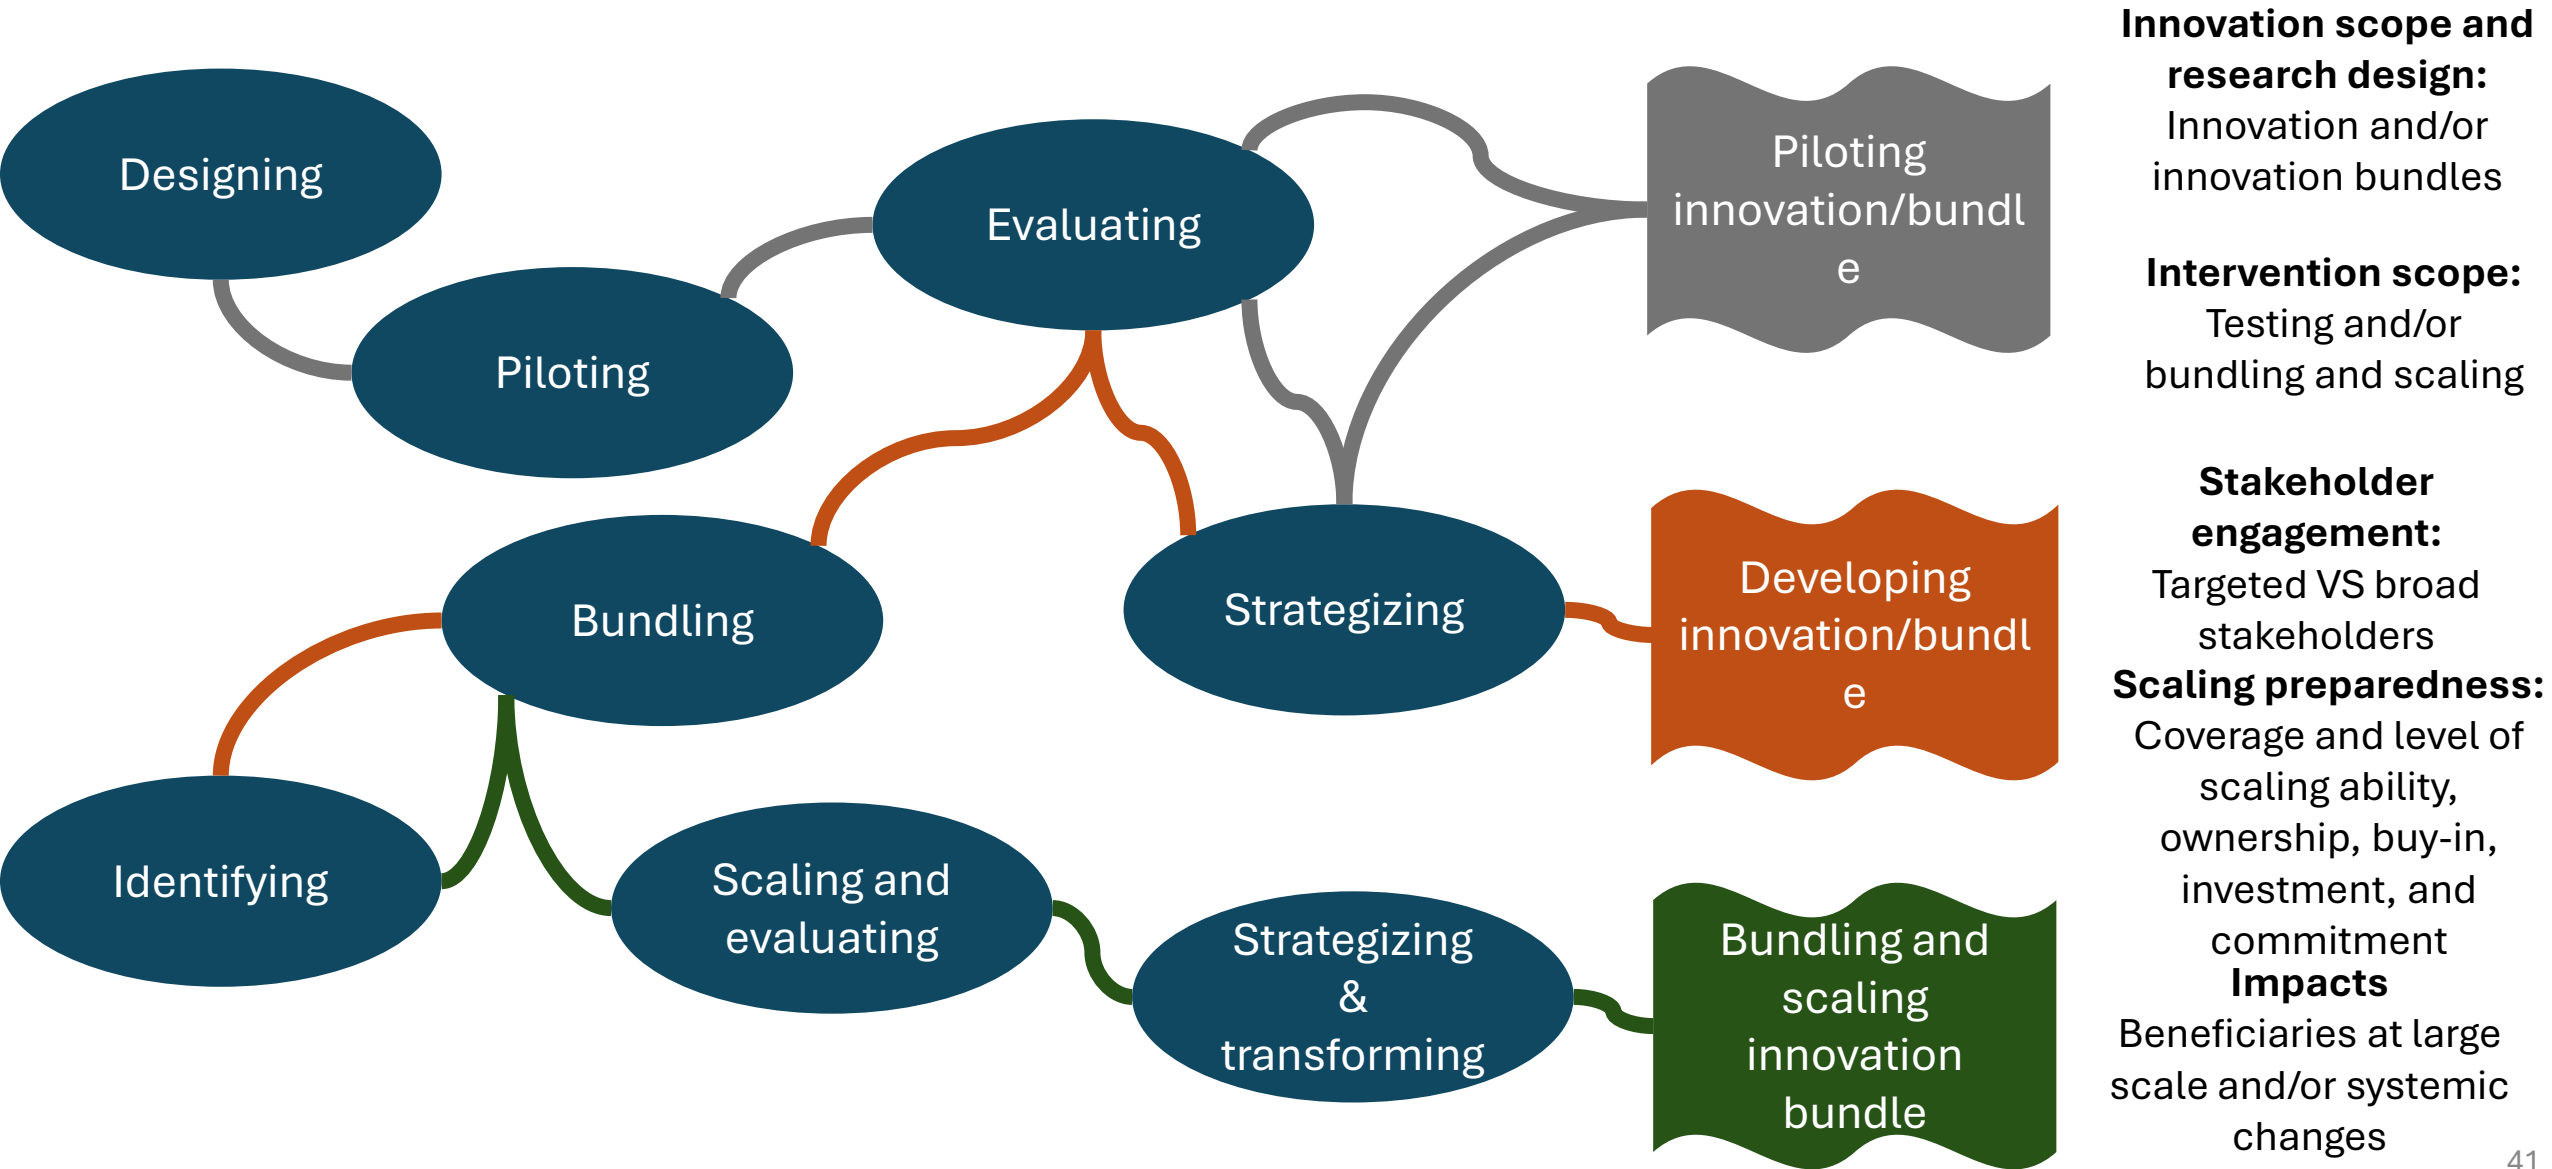 Designing
Piloting
Evaluating
Bundling
Strategizing
Identifying
Scaling and
evaluating
Strategizing
&
transforming
Piloting
innovation/bundl
e
Developing
innovation/bundl
e
Bundling and
scaling
innovation
bundle
Innovation scope and
research design:
Innovation and/or
innovation bundles
Intervention scope:
Testing and/or
bundling and scaling
Stakeholder
engagement:
Targeted VS broad
stakeholders
Scaling preparedness:
Coverage and level of
scaling ability,
ownership, buy-in,
investment, and
commitment
Impacts
Beneficiaries at large
scale and/or systemic
changes
41